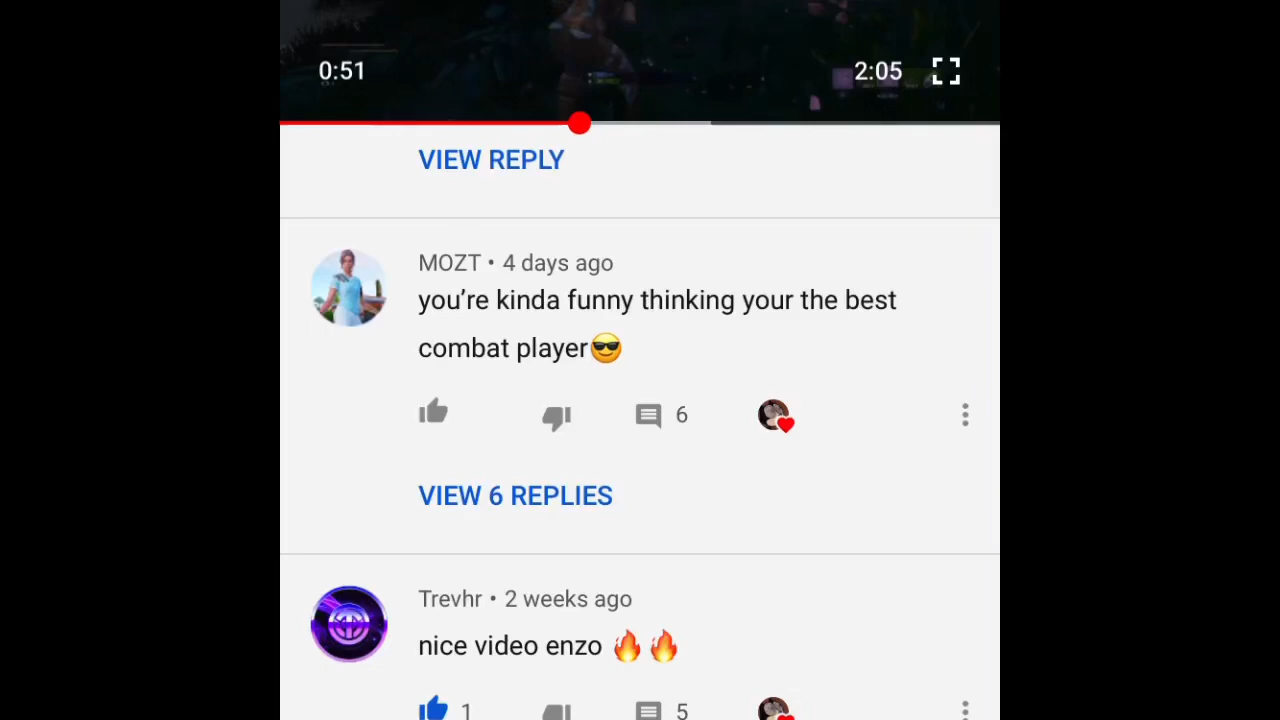 0:51 2:05
VIEW REPLY
MOZT • 4 days ago
you’re kinda funny thinking your the best
combat player😎
6
VIEW 6 REPLIES
Trevhr • 2 weeks ago
nice video enzo 🔥🔥
1 5